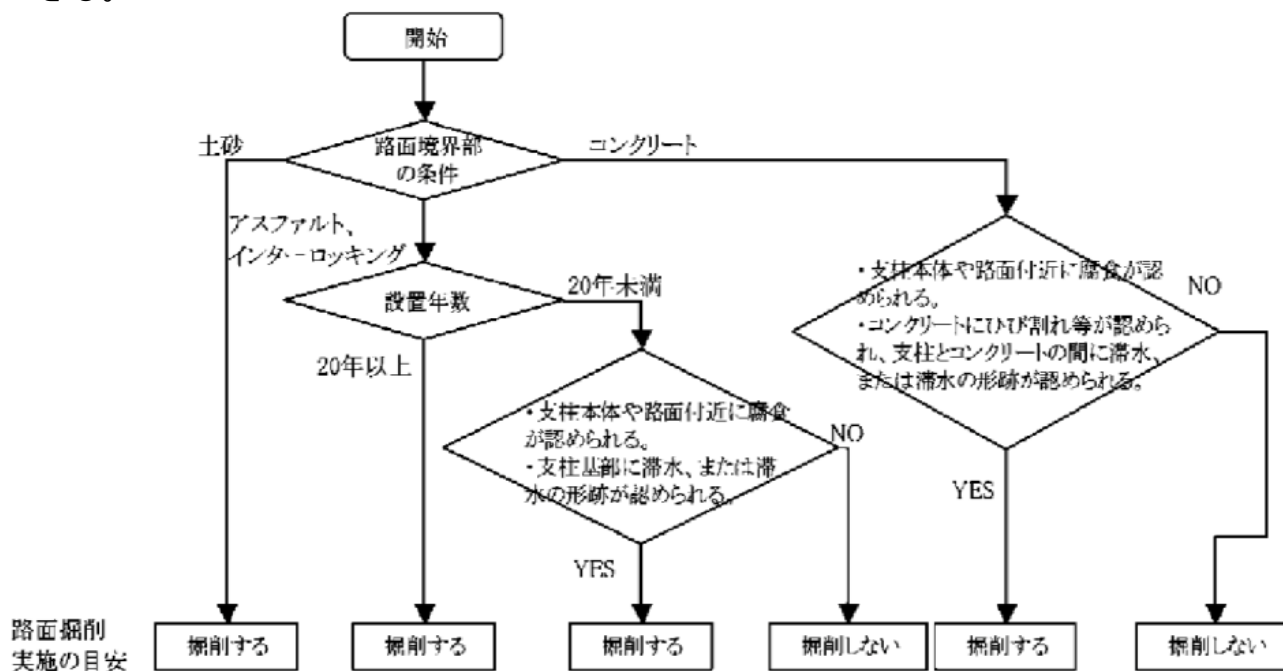 とする。
開始
土砂
路面境界部
の条件
コンクリート
アスファルト、
インターロッキング
設置年数
20年未満
20年以上
・支柱本体や路面付近に腐食が認
められる。
・コンクリートにひび割れ等が認めら
れ、支柱とコンクリートの間に滞水、
または滞水の形跡が認められる。
NO
・支柱本体や路面付近に腐食
が認められる。
・支柱基部に滞水、または滞
水の形跡が認められる。
NO
YES
YES
路面掘削
実施の目安
掘削する
掘削する
掘削する
掘削しない
掘削する
掘削しない